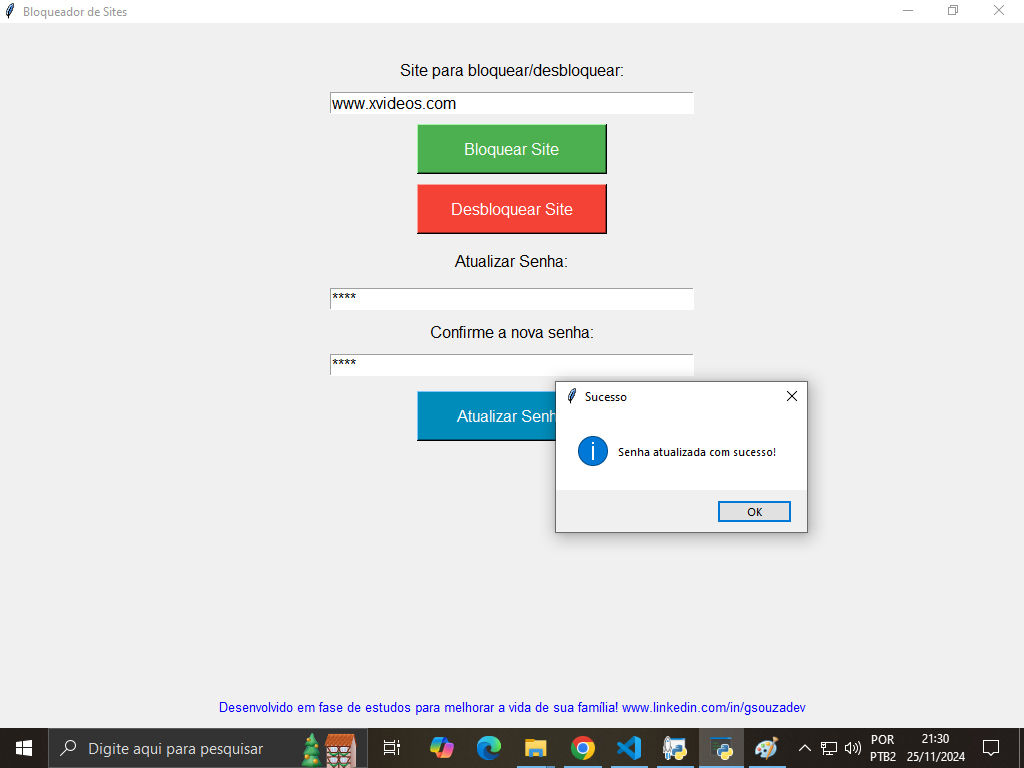 Bloqueador de Sites
Site para bloquear/desbloquear:
www.xvideos.com
Bloquear Site
Desbloquear Site
Atualizar Senha:
****
Confirme a nova senha:
****
Atualizar Senh
Sucesso
Senha atualizada com sucesso!
OK
Desenvolvido em fase de estudos para melhorar a vida de sua família! www.linkedin.com/in/gsouzadev
Digite aqui para pesquisar
POR
PTB2
21:30
25/11/2024